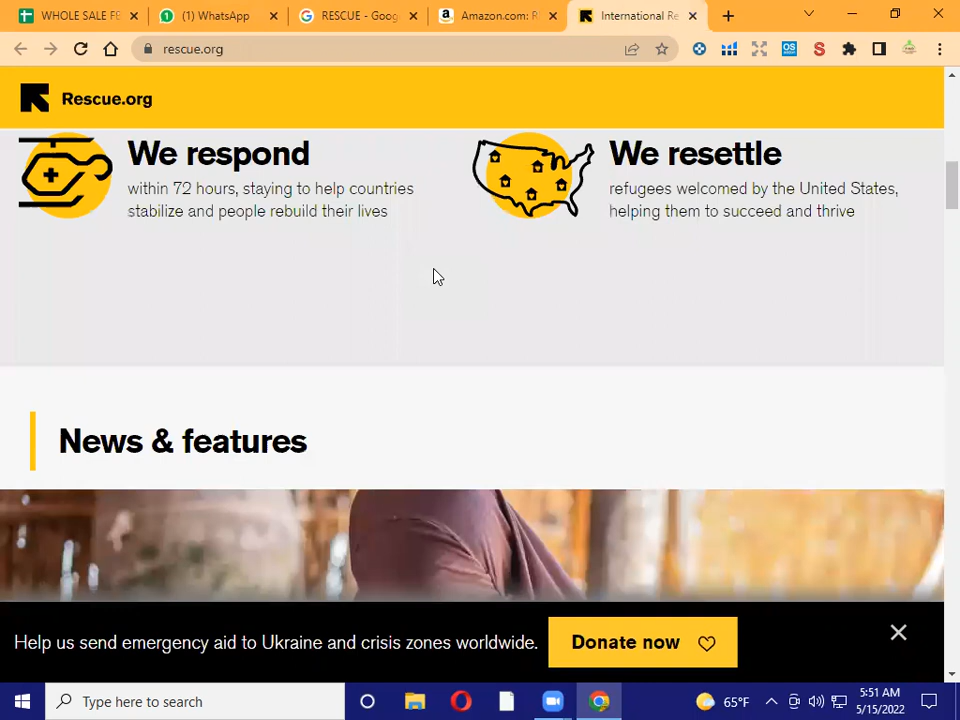 WHOLE SALE FB
(1) WhatsApp
RESCUE - Goog
Amazon.com: R
International Re
rescue.org
Rescue.org
We respond
within 72 hours, staying to help countries
stabilize and people rebuild their lives
We resettle
refugees welcomed by the United States,
helping them to succeed and thrive
News & features
Help us send emergency aid to Ukraine and crisis zones worldwide.
Donate now
Type here to search
65°F
5:51 AM
5/15/2022